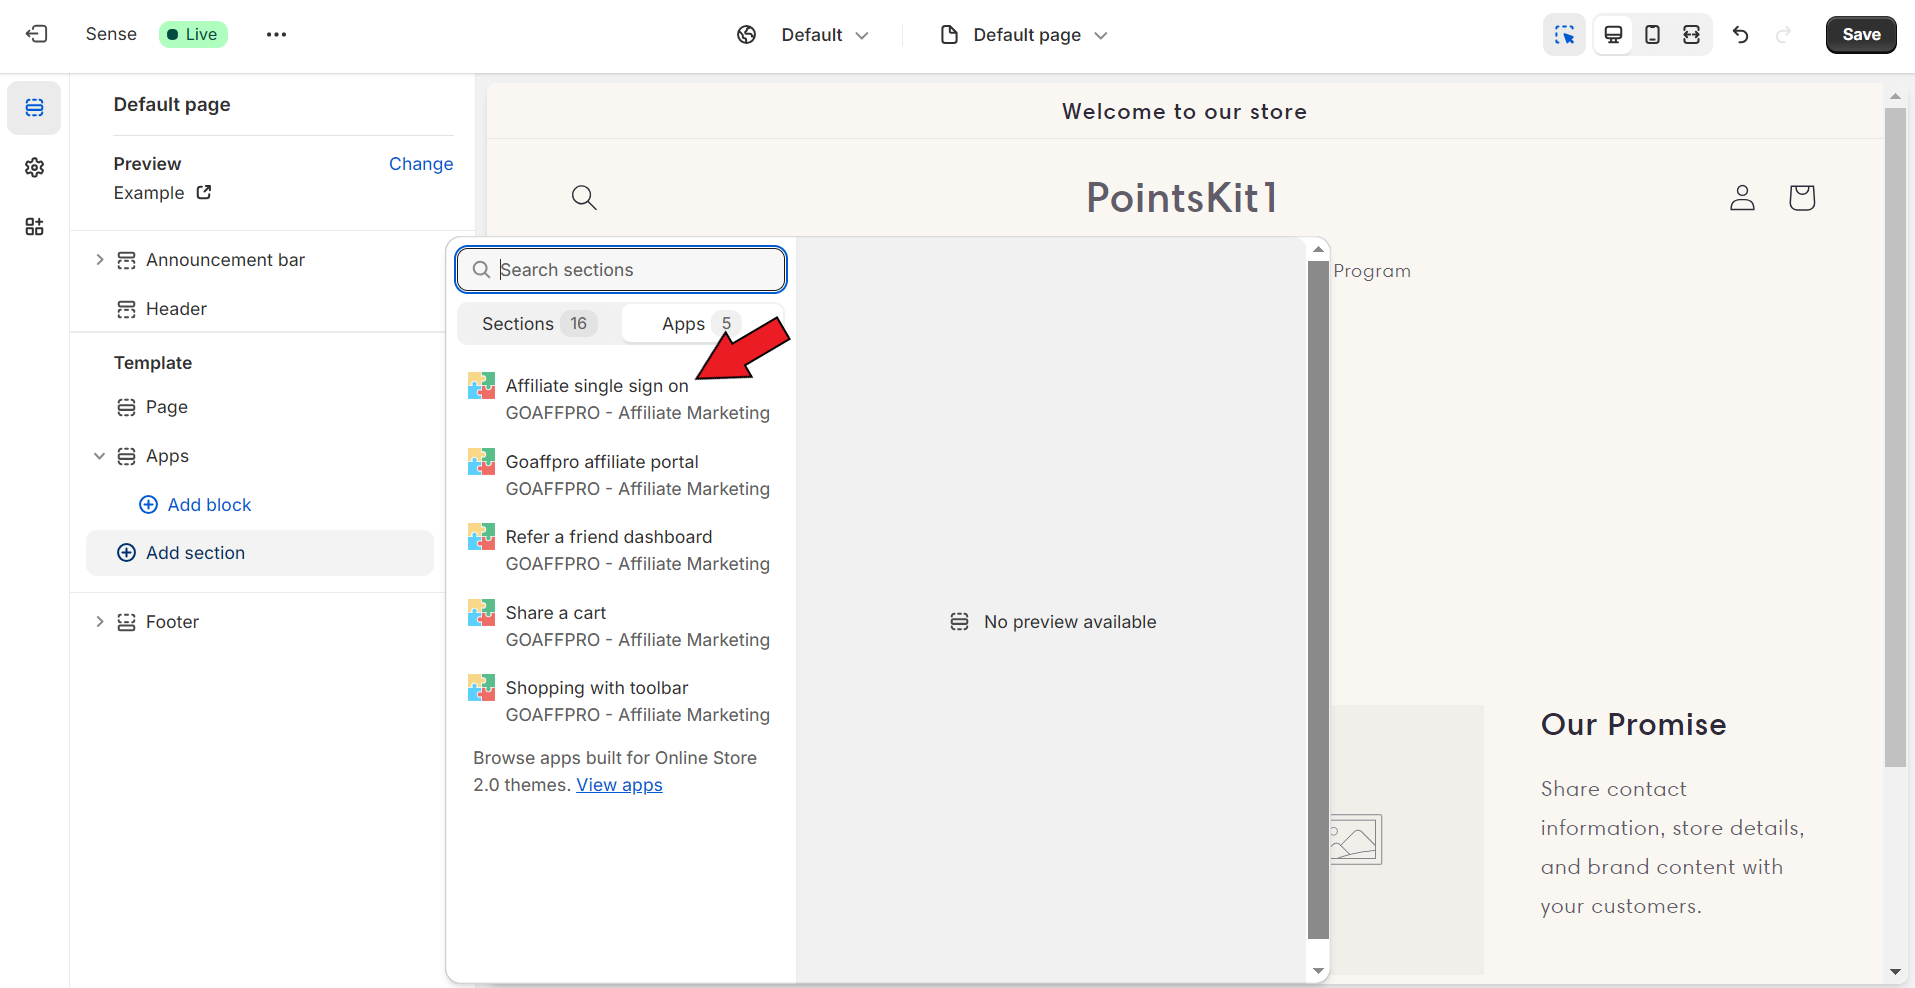 Sense
Live
Default
Default page
Save
Default page
Preview
Change
Example
Announcement bar
Header
Template
Page
Apps
Add block
Add section
Footer
Search sections
Sections 16
Apps 5
Affiliate single sign on
GOAFFPRO - Affiliate Marketing
Goaffpro affiliate portal
GOAFFPRO - Affiliate Marketing
Refer a friend dashboard
GOAFFPRO - Affiliate Marketing
Share a cart
GOAFFPRO - Affiliate Marketing
Shopping with toolbar
GOAFFPRO - Affiliate Marketing
Browse apps built for Online Store
2.0 themes. View apps
No preview available
Welcome to our store
PointsKit1
Program
Our Promise
Share contact
information, store details,
and brand content with
your customers.